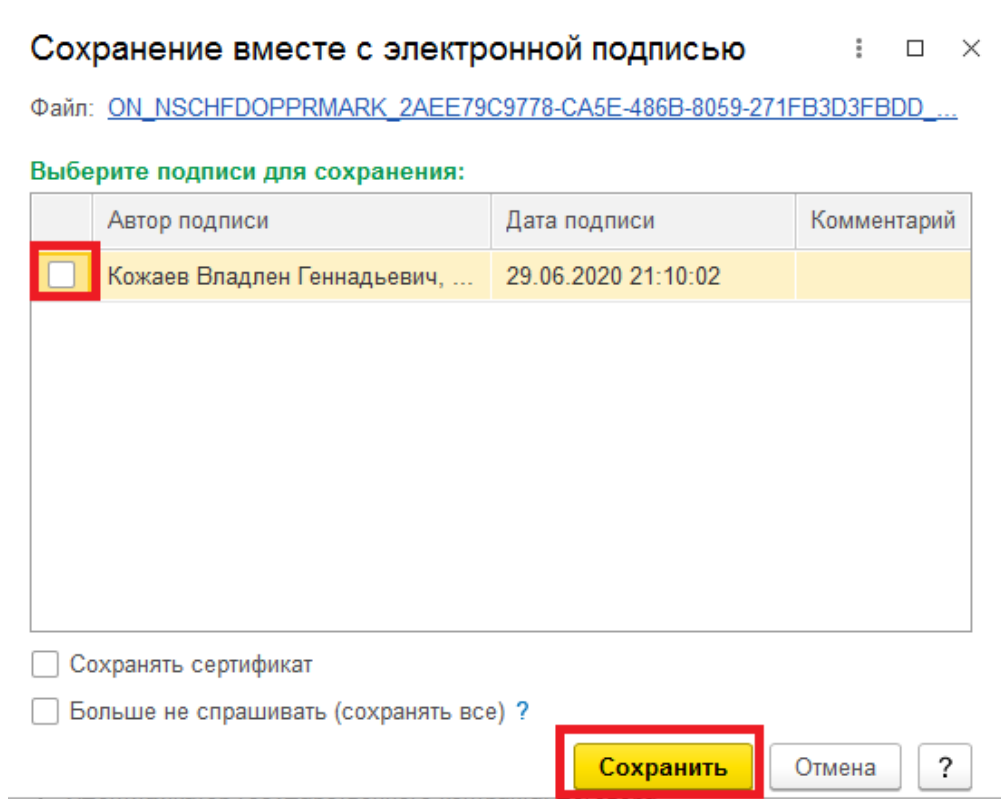 Сохранение вместе с электронной подписью
Файл: ON_NSCHFDOPPRMARK_2AEE79C9778-CA5E-486B-8059-271FB3D3FBDD_...
Выберите подписи для сохранения:
Автор подписи Дата подписи Комментарий
Кожаев Владлен Геннадьевич, ... 29.06.2020 21:10:02
Сохранять сертификат
Больше не спрашивать (сохранять все) ?
Сохранить Отмена ?